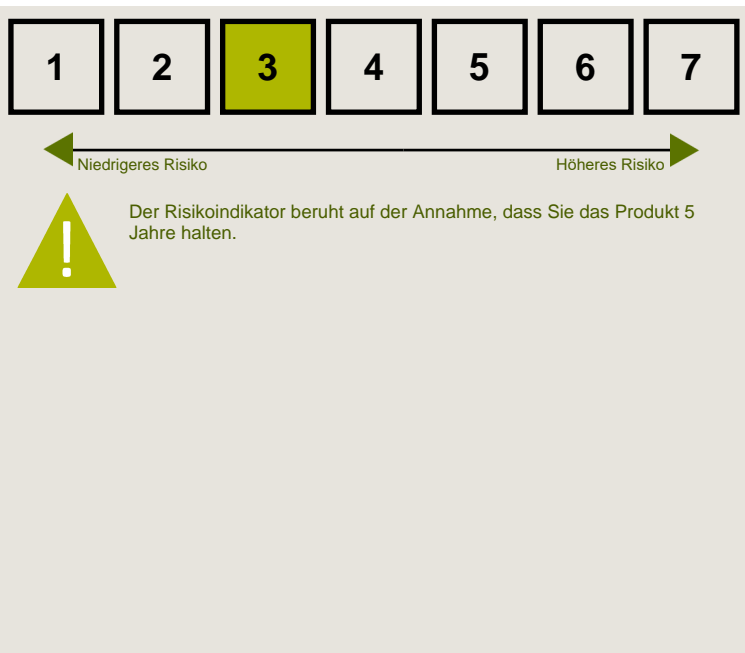 1 2 3 4 5 6 7
Niedrigeres Risiko Höheres Risiko
Der Risikoindikator beruht auf der Annahme, dass Sie das Produkt 5
Jahre halten.